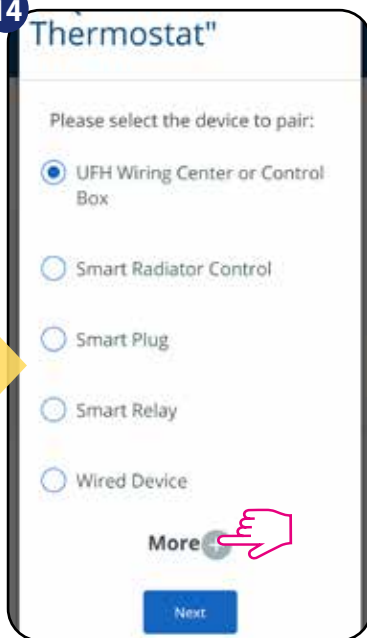 14
Thermostat"
Please select the device to pair:
UFH Wiring Center or Control
Box
Smart Radiator Control
Smart Plug
Smart Relay
Wired Device
More +
Next